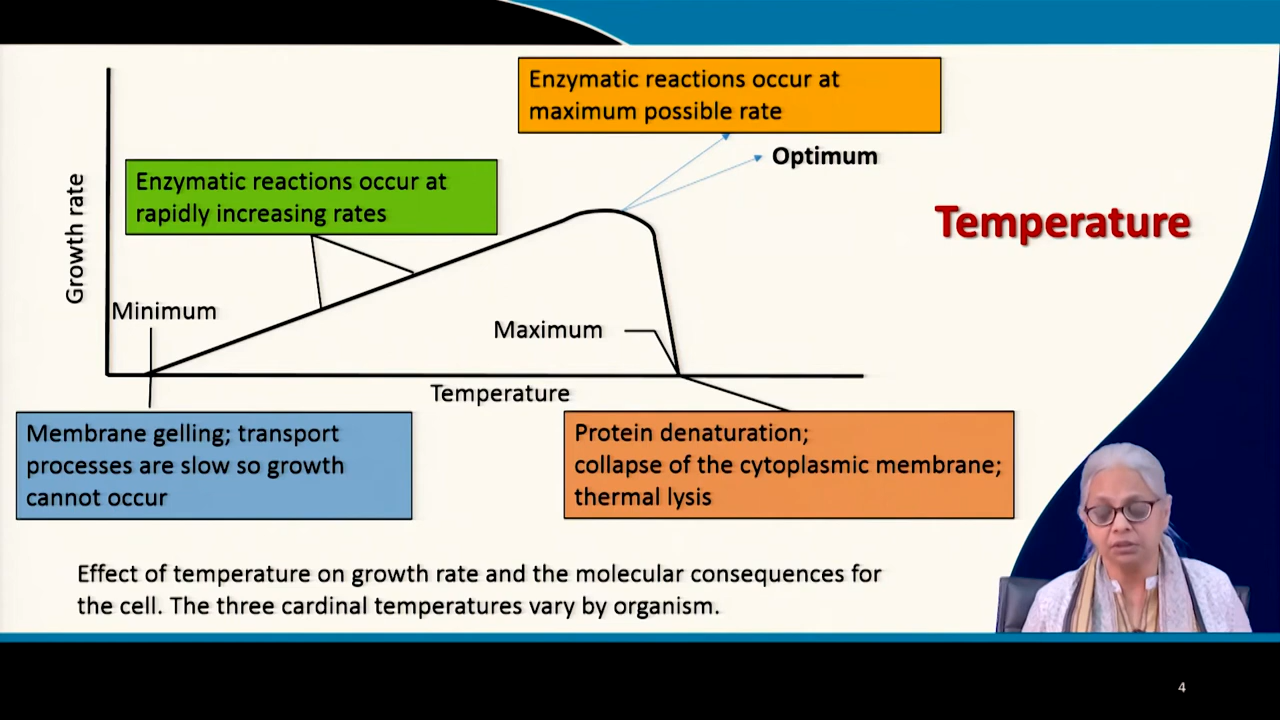 Enzymatic reactions occur at
maximum possible rate
Optimum
Enzymatic reactions occur at
rapidly increasing rates
Temperature
Growth rate
Minimum
Maximum
Temperature
Membrane gelling; transport
processes are slow so growth
cannot occur
Protein denaturation;
collapse of the cytoplasmic membrane;
thermal lysis
Effect of temperature on growth rate and the molecular consequences for
the cell. The three cardinal temperatures vary by organism.
4